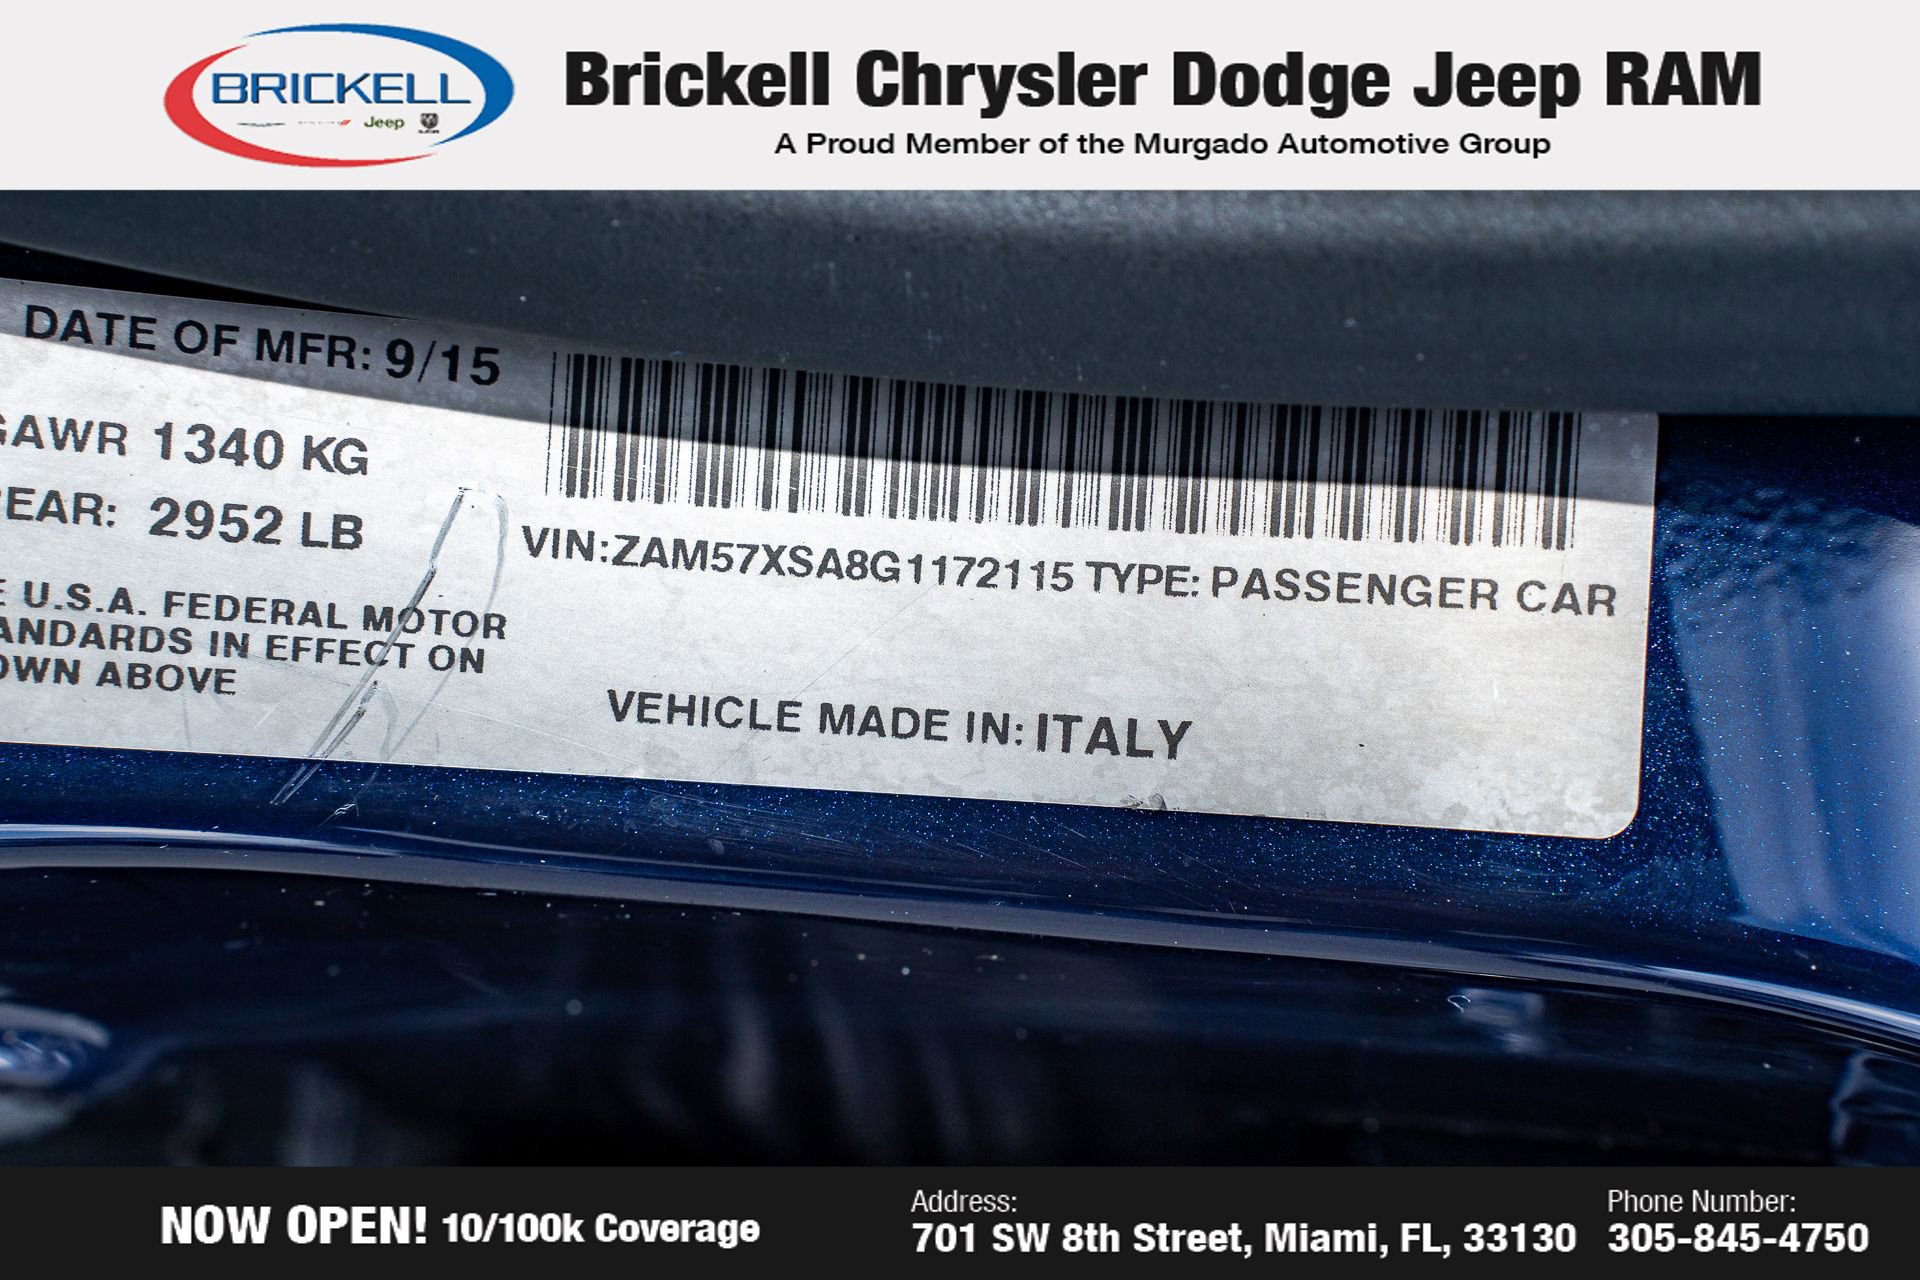 BRICKELL
Jeep
Brickell Chrysler Dodge Jeep RAM
A Proud Member of the Murgado Automotive Group
DATE OF MFR: 9/15
GAWR 1340 KG
REAR: 2952 LB
E U.S.A. FEDERAL MOTOR
ANDARDS IN EFFECT ON
OWN ABOVE
VIN:ZAM57XSA8G1172115 TYPE: PASSENGER CAR
VEHICLE MADE IN: ITALY
NOW OPEN! 10/100k Coverage
Address:
701 SW 8th Street, Miami, FL, 33130
Phone Number:
305-845-4750